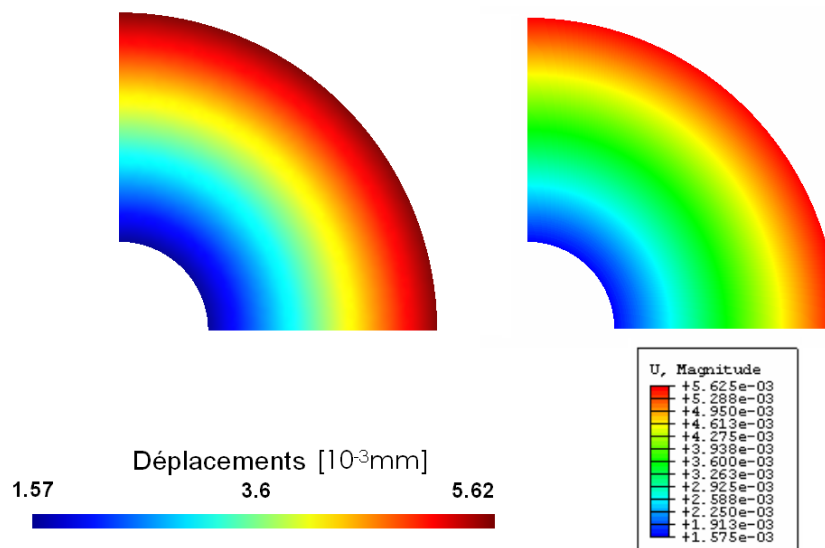 Déplacements [10-3mm]
1.57 3.6 5.62
U, Magnitude
+5.625e-03
+5.288e-03
+4.950e-03
+4.613e-03
+4.275e-03
+3.938e-03
+3.600e-03
+3.263e-03
+2.925e-03
+2.588e-03
+2.250e-03
+1.913e-03
+1.575e-03